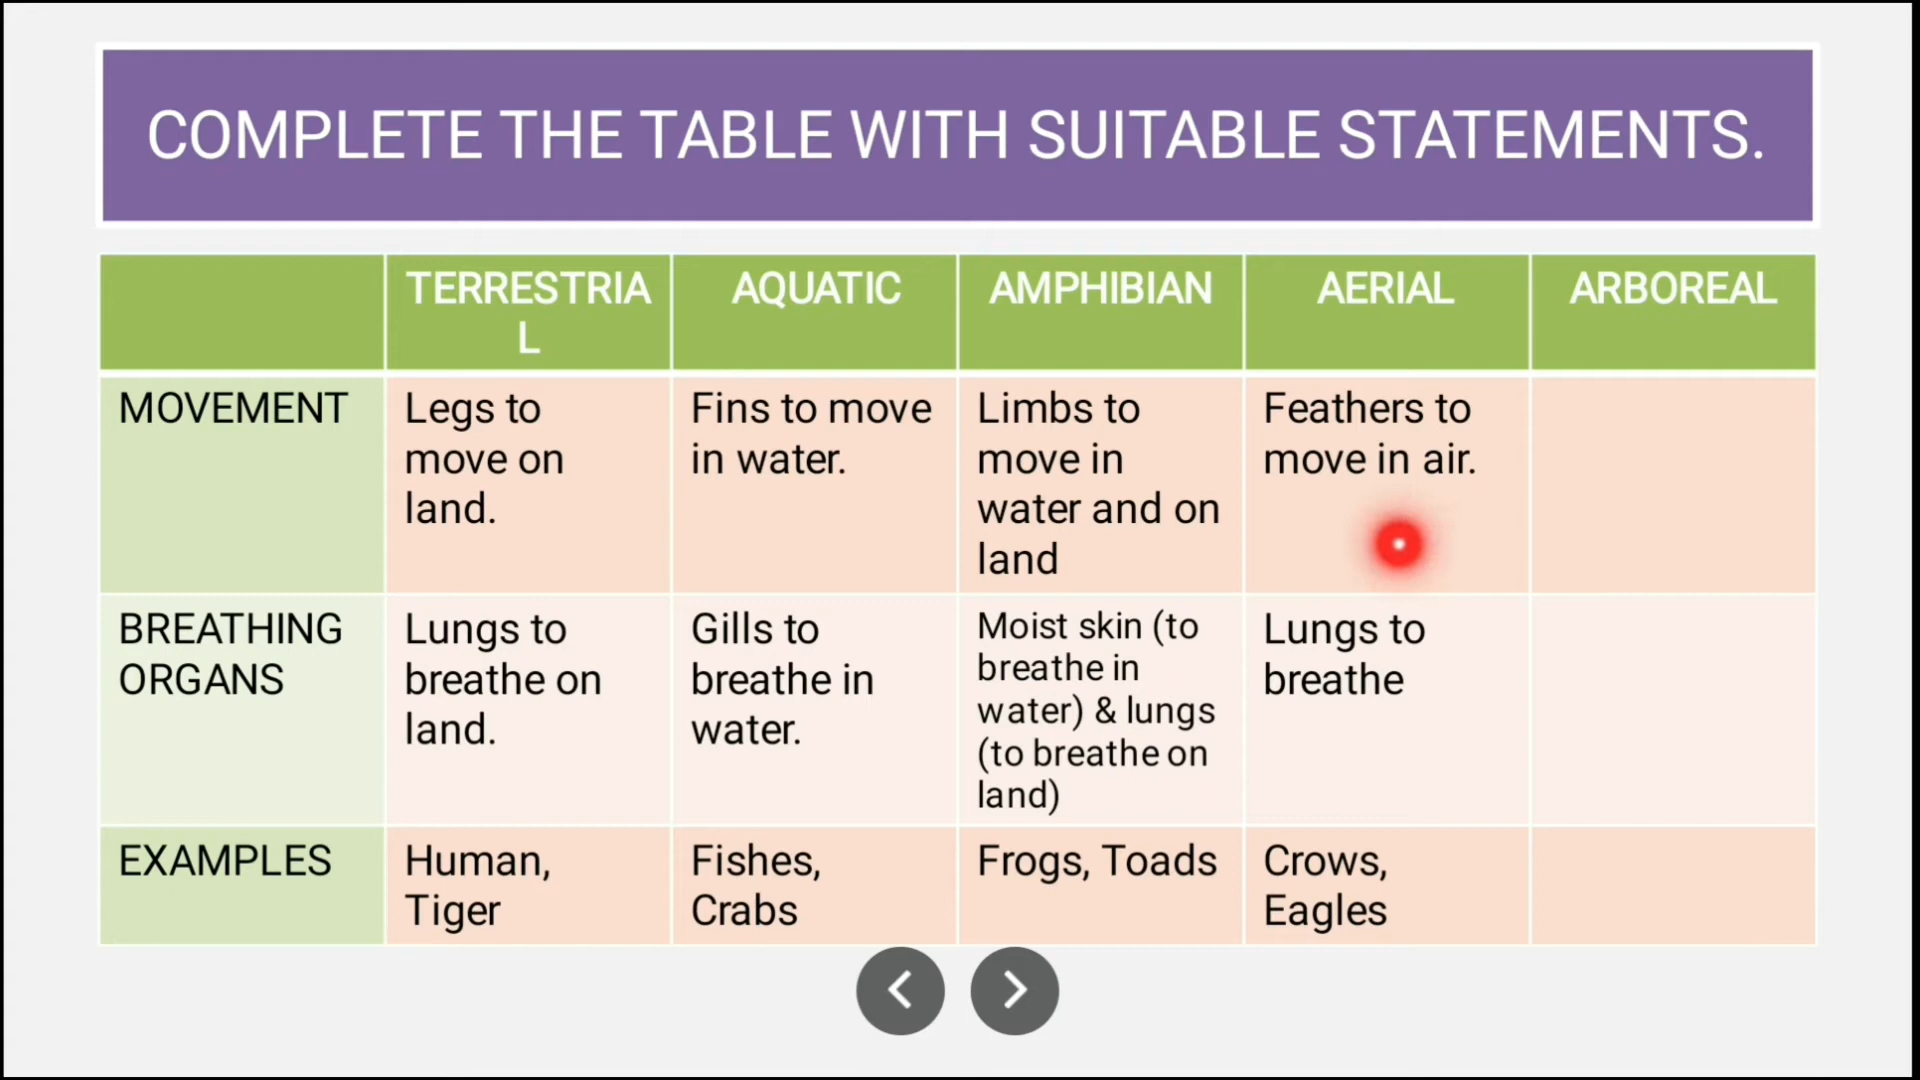 COMPLETE THE TABLE WITH SUITABLE STATEMENTS.
TERRESTRIA
L
AQUATIC
AMPHIBIAN
AERIAL
ARBOREAL
MOVEMENT
Legs to
move on
land.
Fins to move
in water.
Limbs to
move in
water and on
land
Feathers to
move in air.
BREATHING
ORGANS
Lungs to
breathe on
land.
Gills to
breathe in
water.
Moist skin (to
breathe in
water) & lungs
(to breathe on
land)
Lungs to
breathe
EXAMPLES
Human,
Tiger
Fishes,
Crabs
Frogs, Toads
Crows,
Eagles